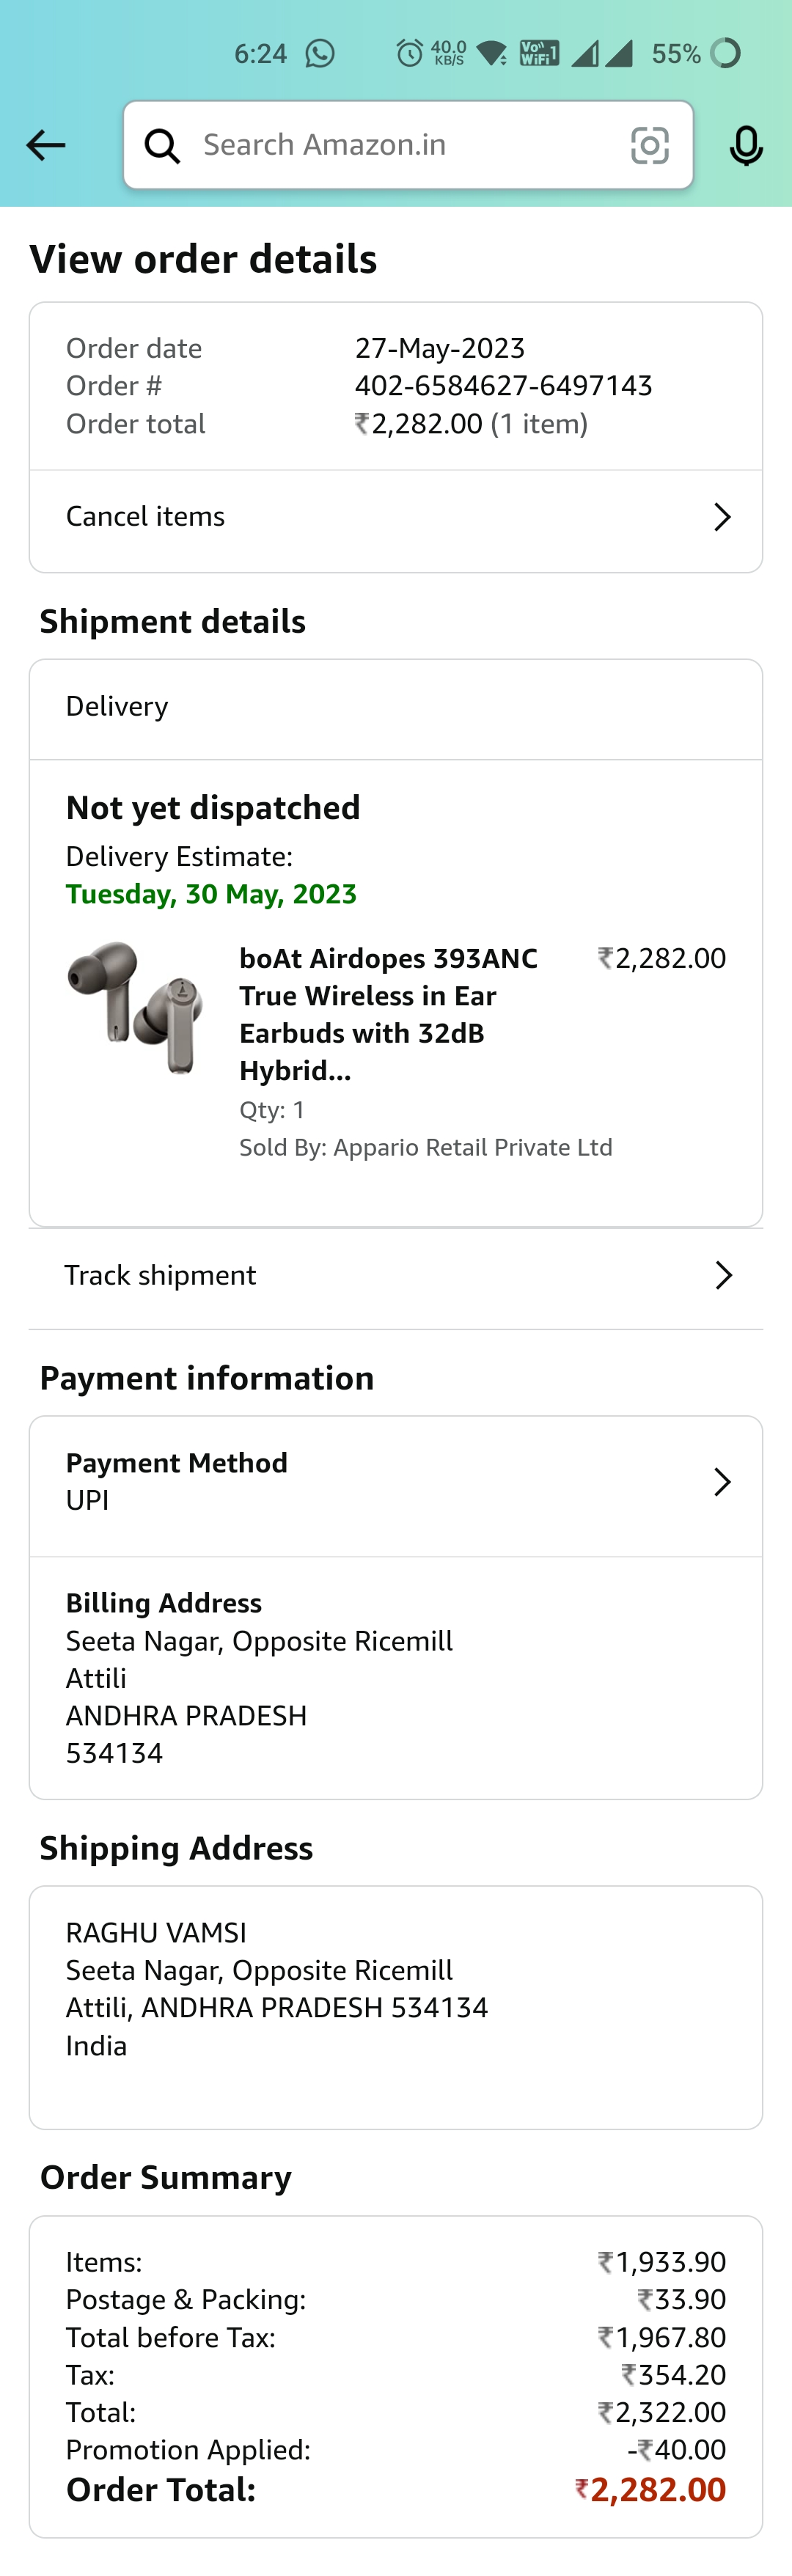 6:24 40.0 KB/S Vo 1 WiFi 55%
Search Amazon.in
View order details
Order date 27-May-2023
Order # 402-6584627-6497143
Order total ₹2,282.00 (1 item)
Cancel items
Shipment details
Delivery
Not yet dispatched
Delivery Estimate:
Tuesday, 30 May, 2023
boAt Airdopes 393ANC ₹2,282.00
True Wireless in Ear
Earbuds with 32dB
Hybrid...
Qty: 1
Sold By: Appario Retail Private Ltd
Track shipment
Payment information
Payment Method
UPI
Billing Address
Seeta Nagar, Opposite Ricemill
Attili
ANDHRA PRADESH
534134
Shipping Address
RAGHU VAMSI
Seeta Nagar, Opposite Ricemill
Attili, ANDHRA PRADESH 534134
India
Order Summary
Items: ₹1,933.90
Postage & Packing: ₹33.90
Total before Tax: ₹1,967.80
Tax: ₹354.20
Total: ₹2,322.00
Promotion Applied: -₹40.00
Order Total: ₹2,282.00